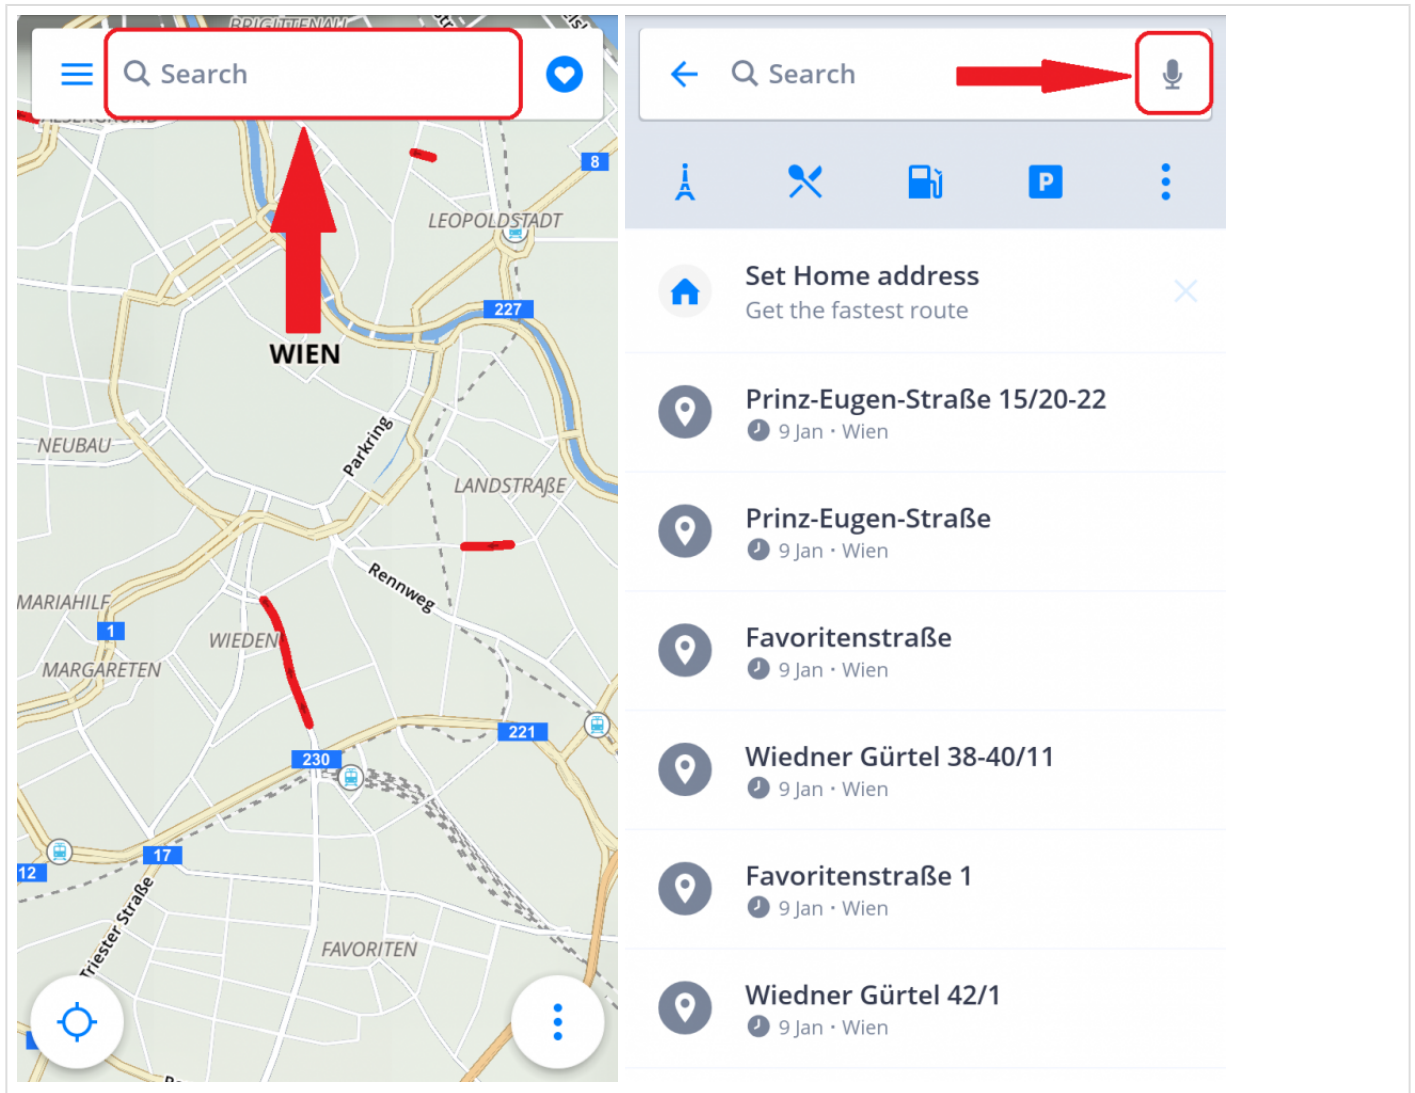 BRIGITTENAU
Search
ALSERGRUND
8
LEOPOLDSTADT
227
WIEN
NEUBAU
Parkring
LANDSTRAßE
Rennweg
MARIAHILF
1
WIEDEN
MARGARETEN
221
230
17
12
Triester Straße
FAVORITEN
Search
P
Set Home address
Get the fastest route
Prinz-Eugen-Straße 15/20-22
9 Jan · Wien
Prinz-Eugen-Straße
9 Jan · Wien
Favoritenstraße
9 Jan · Wien
Wiedner Gürtel 38-40/11
9 Jan · Wien
Favoritenstraße 1
9 Jan · Wien
Wiedner Gürtel 42/1
9 Jan · Wien